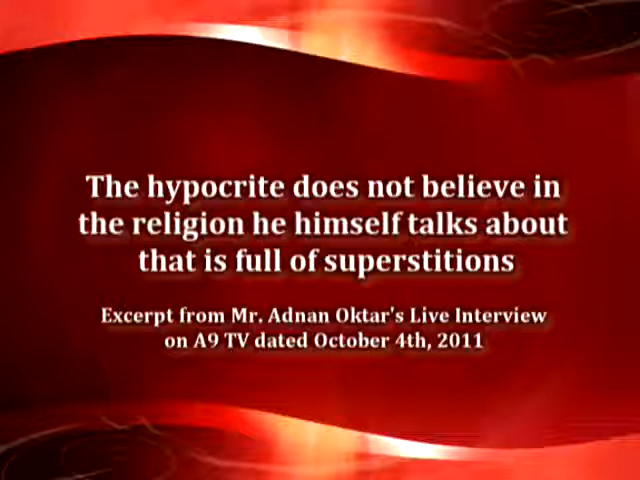 The hypocrite does not believe in
the religion he himself talks about
that is full of superstitions
Excerpt from Mr. Adnan Oktar's Live Interview
on A9 TV dated October 4th, 2011